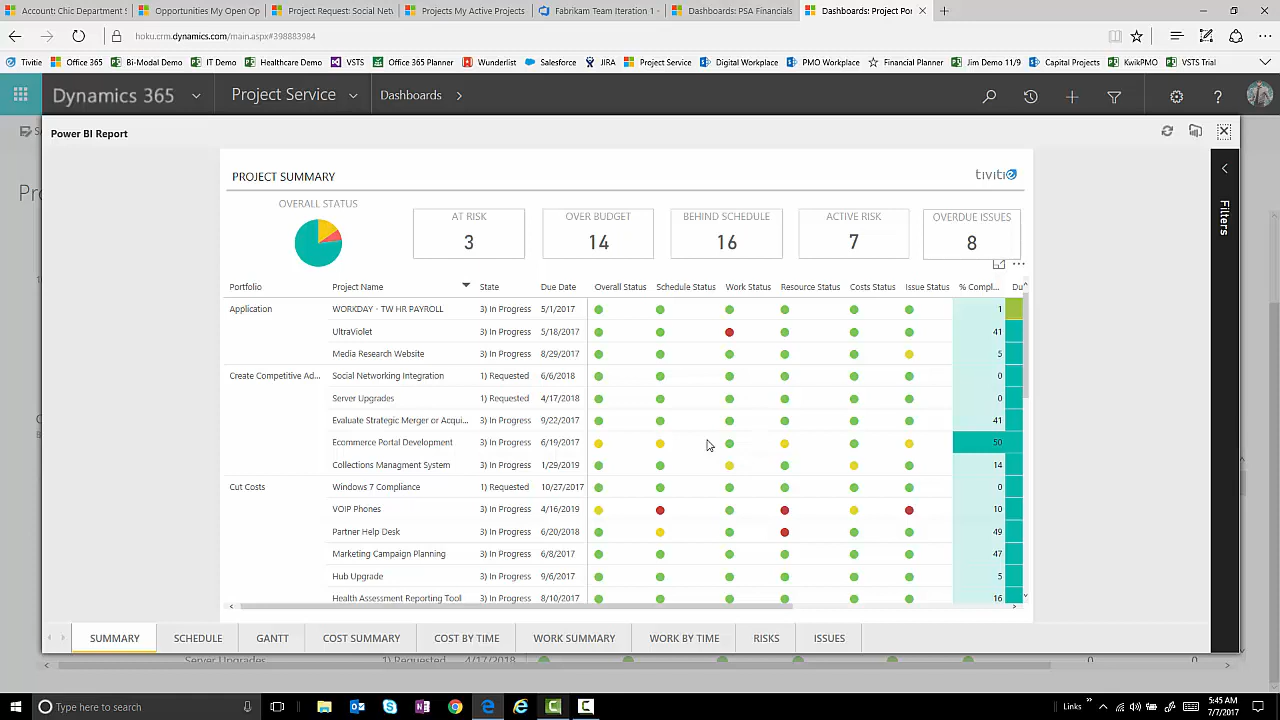 Account: Chic Department S
Opportunities My Open Op
Project Request: Social Net
Projects My Active Projects
Fabrikam Team Iteration 1 -
Dashboards: PSA Financials
Dashboards: Project Por
hoku.crm.dynamics.com/main.aspx#398883984
Tivitie Office 365 Bi-Modal Demo IT Demo Healthcare Demo VSTS Office 365 Planner Wunderlist Salesforce JIRA Project Service Digital Workplace PMO Workplace Financial Planner Jim Demo 11/9 Capital Projects KwikPMO VSTS Trial
Dynamics 365 Project Service Dashboards
Power BI Report
PROJECT SUMMARY
tiviti
OVERALL STATUS
AT RISK
3
OVER BUDGET
14
BEHIND SCHEDULE
16
ACTIVE RISK
7
OVERDUE ISSUES
8
Filters
Portfolio Project Name State Due Date Overall Status Schedule Status Work Status Resource Status Costs Status Issue Status % Compl... Du
Application WORKDAY - TW HR PAYROLL 3) In Progress 5/1/2017 1
UltraViolet 3) In Progress 5/18/2017 41
Media Research Website 3) In Progress 8/29/2017 5
Create Competitive Ad... Social Networking Integration 1) Requested 6/6/2018 0
Server Upgrades 1) Requested 4/17/2018 0
Evaluate Strategic Merger or Acqui... 3) In Progress 9/22/2017 41
Ecommerce Portal Development 3) In Progress 6/19/2017 50
Collections Managment System 3) In Progress 1/29/2019 14
Cut Costs Windows 7 Compliance 1) Requested 10/27/2017 0
VOIP Phones 3) In Progress 4/16/2019 10
Partner Help Desk 3) In Progress 6/20/2018 49
Marketing Campaign Planning 3) In Progress 6/8/2017 47
Hub Upgrade 3) In Progress 9/6/2017 5
Health Assessment Reporting Tool 3) In Progress 8/10/2017 16
SUMMARY SCHEDULE GANTT COST SUMMARY COST BY TIME WORK SUMMARY WORK BY TIME RISKS ISSUES
Server Upgrades 1) Requested 4/17/2018 0 0
Type here to search
Links
5:45 AM
7/7/2017